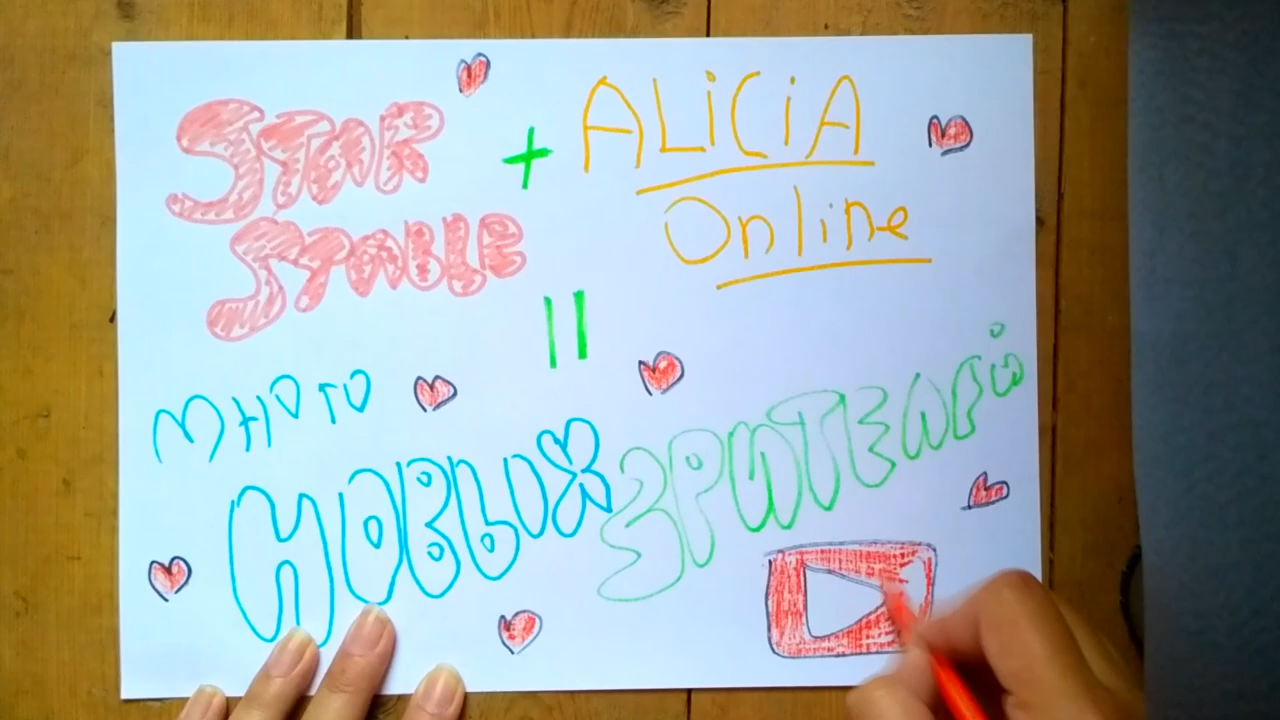 STAR + ALiCiA
STABLE Online
=
МНОГО
НОВЫХ ЗРИТЕЛЕЙ